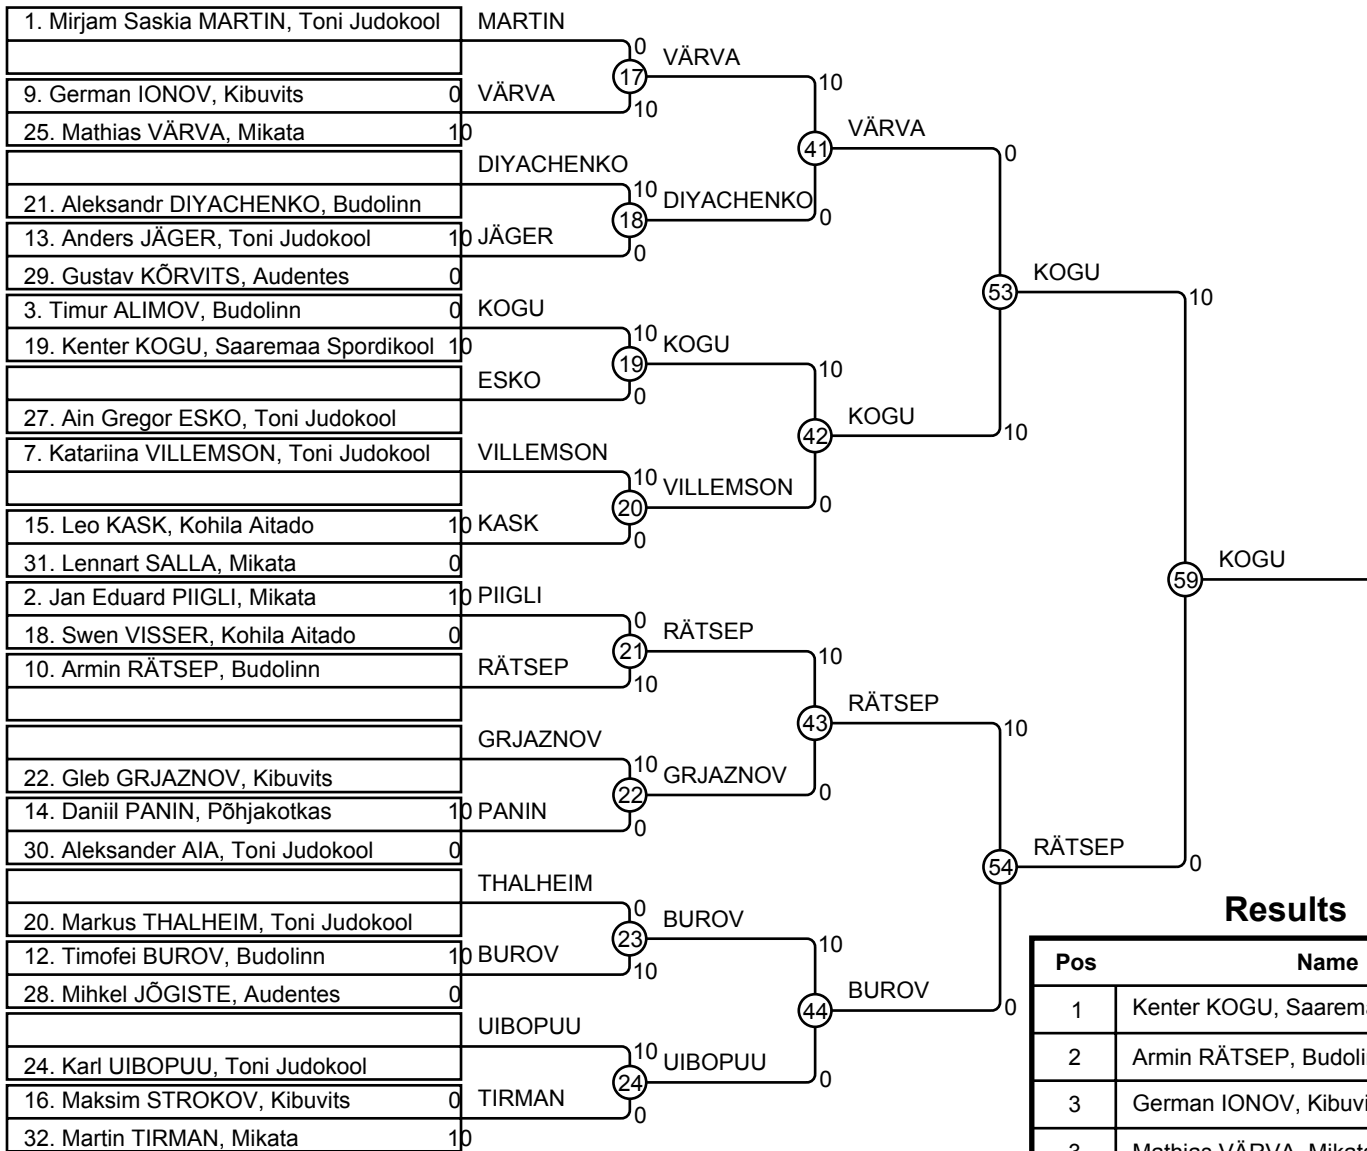 1. Mirjam Saskia MARTIN, Toni Judokool
MARTIN
0
VÄRVA
17
10
9. German IONOV, Kibuvits 0
VÄRVA
10
25. Mathias VÄRVA, Mikata 10
VÄRVA
41
0
DIYACHENKO
21. Aleksandr DIYACHENKO, Budolinn
10
DIYACHENKO
18
0
13. Anders JÄGER, Toni Judokool 10
JÄGER
0
29. Gustav KÕRVITS, Audentes 0
KOGU
53
10
3. Timur ALIMOV, Budolinn 0
KOGU
19. Kenter KOGU, Saaremaa Spordikool 10
10
KOGU
19
10
ESKO
0
27. Ain Gregor ESKO, Toni Judokool
KOGU
42
10
7. Katariina VILLEMSON, Toni Judokool
VILLEMSON
10
VILLEMSON
20
0
15. Leo KASK, Kohila Aitado 10
KASK
0
31. Lennart SALLA, Mikata 0
KOGU
59
2. Jan Eduard PIIGLI, Mikata 10
PIIGLI
0
18. Swen VISSER, Kohila Aitado 0
RÄTSEP
21
10
10. Armin RÄTSEP, Budolinn
RÄTSEP
10
RÄTSEP
43
10
GRJAZNOV
22. Gleb GRJAZNOV, Kibuvits
10
GRJAZNOV
22
0
14. Daniil PANIN, Põhjakotkas 10
PANIN
0
30. Aleksander AIA, Toni Judokool 0
RÄTSEP
54
0
THALHEIM
20. Markus THALHEIM, Toni Judokool
0
BUROV
23
10
12. Timofei BUROV, Budolinn 10
BUROV
10
28. Mihkel JÕGISTE, Audentes 0
BUROV
44
0
UIBOPUU
24. Karl UIBOPUU, Toni Judokool
10
UIBOPUU
24
0
16. Maksim STROKOV, Kibuvits 0
TIRMAN
0
32. Martin TIRMAN, Mikata 10
Results
Pos Name
1 Kenter KOGU,
2 Armin RÄTSEP,
3 German IONOV,
3 Mathias VÄRVA,